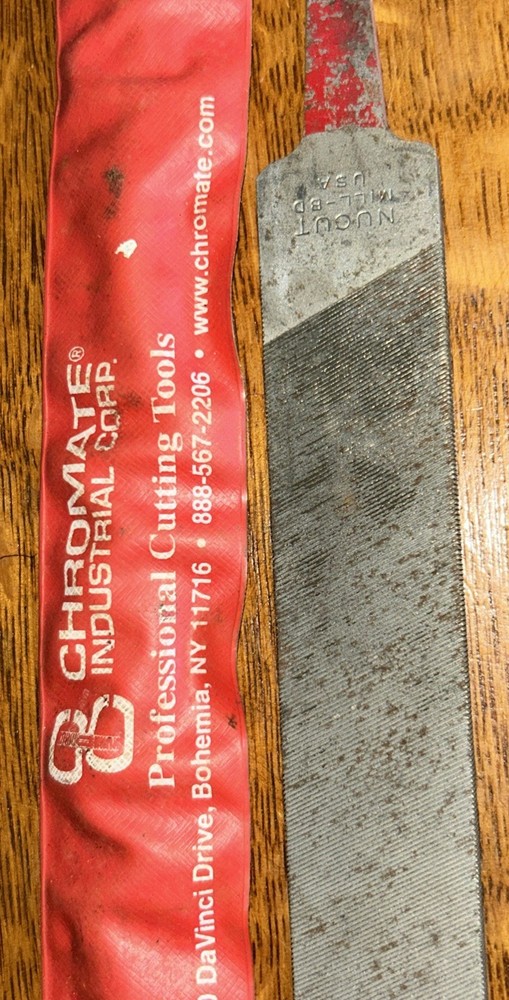 CHROMATE®
INDUSTRIAL CORP.
Professional Cutting Tools
0 DaVinci Drive, Bohemia, NY 11716 • 888-567-2206 • www.chromate.com
NUCUT
MILL-BD
USA